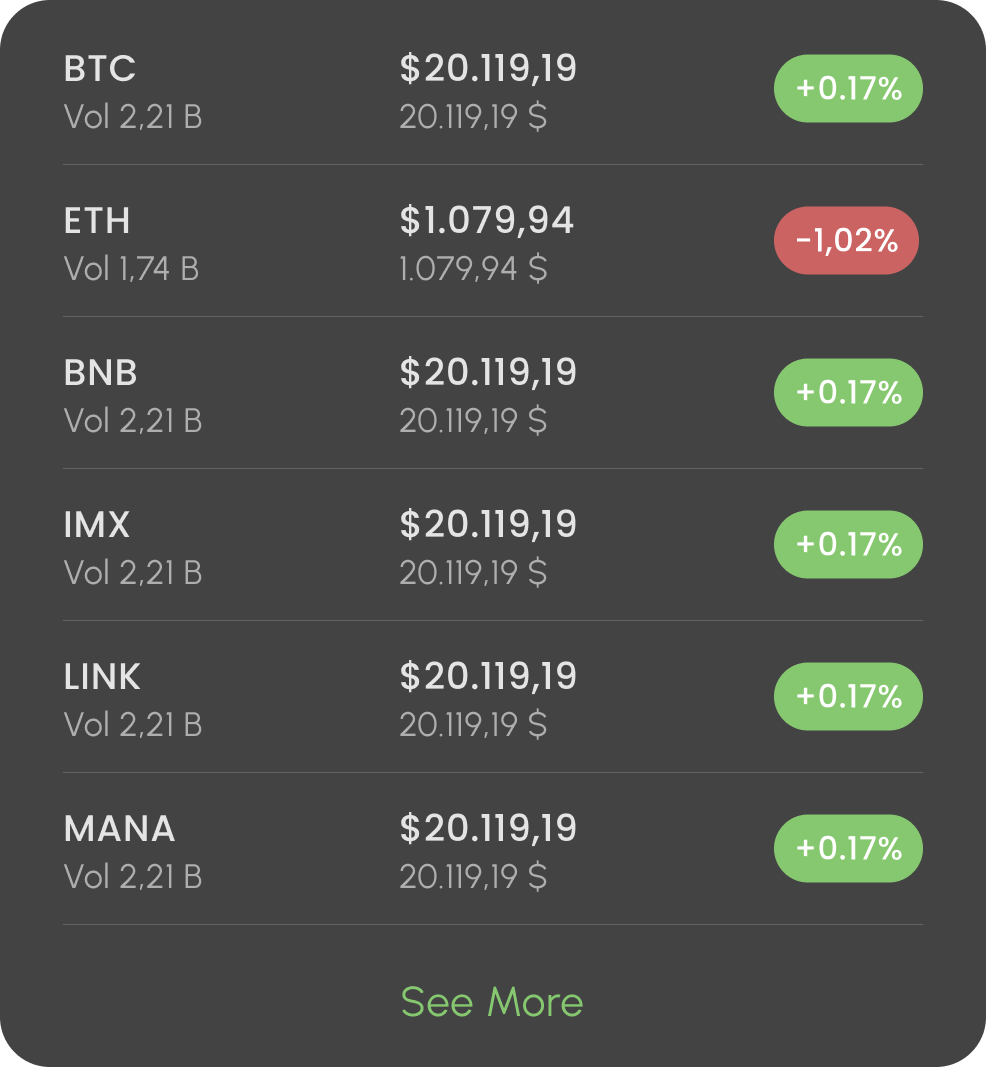 BTC $20.119,19 +0.17%
Vol 2,21 B 20.119,19 $
ETH $1.079,94 -1,02%
Vol 1,74 B 1.079,94 $
BNB $20.119,19 +0.17%
Vol 2,21 B 20.119,19 $
IMX $20.119,19 +0.17%
Vol 2,21 B 20.119,19 $
LINK $20.119,19 +0.17%
Vol 2,21 B 20.119,19 $
MANA $20.119,19 +0.17%
Vol 2,21 B 20.119,19 $
See More